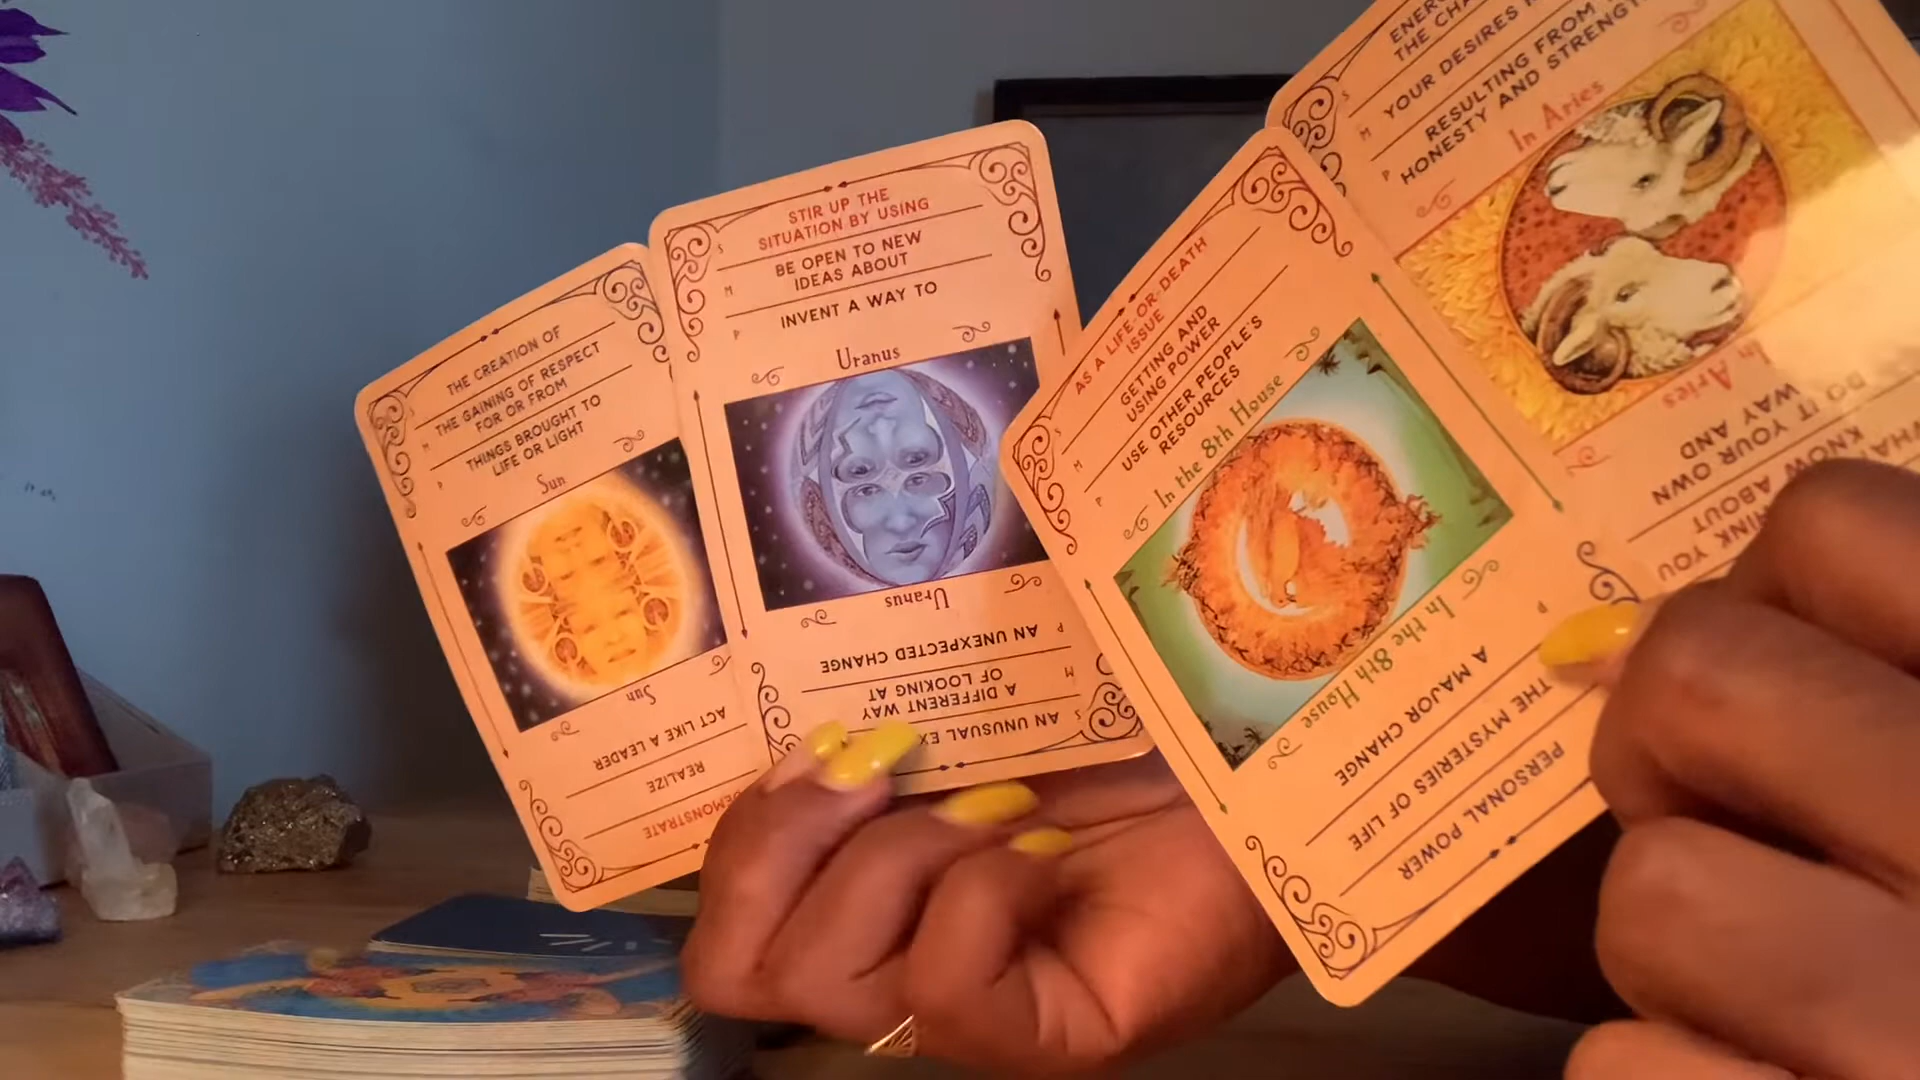 THE CREATION OF
THE GAINING OF RESPECT
FOR OR FROM
THINGS BROUGHT TO
LIFE OR LIGHT
S
M
P
Sun
Sun
ACT LIKE A LEADER
REALIZE
DEMONSTRATE
STIR UP THE
SITUATION BY USING
S
BE OPEN TO NEW
IDEAS ABOUT
M
INVENT A WAY TO
P
Uranus
Uranus
P
AN UNEXPECTED CHANGE
M
A DIFFERENT WAY
OF LOOKING AT
S
AN UNUSUAL
AS A LIFE-OR-DEATH
ISSUE
S
GETTING AND
USING POWER
M
USE OTHER PEOPLE'S
RESOURCES
P
In the 8th House
In the 8th House
P
A MAJOR CHANGE
THE MYSTERIES OF LIFE
PERSONAL POWER
THE
S
YOUR DESIRES
M
RESULTING FROM
HONESTY AND
P
In Aries
In Aries
DO IT YOUR OWN
WAY AND
YOU
KNOW ABOUT